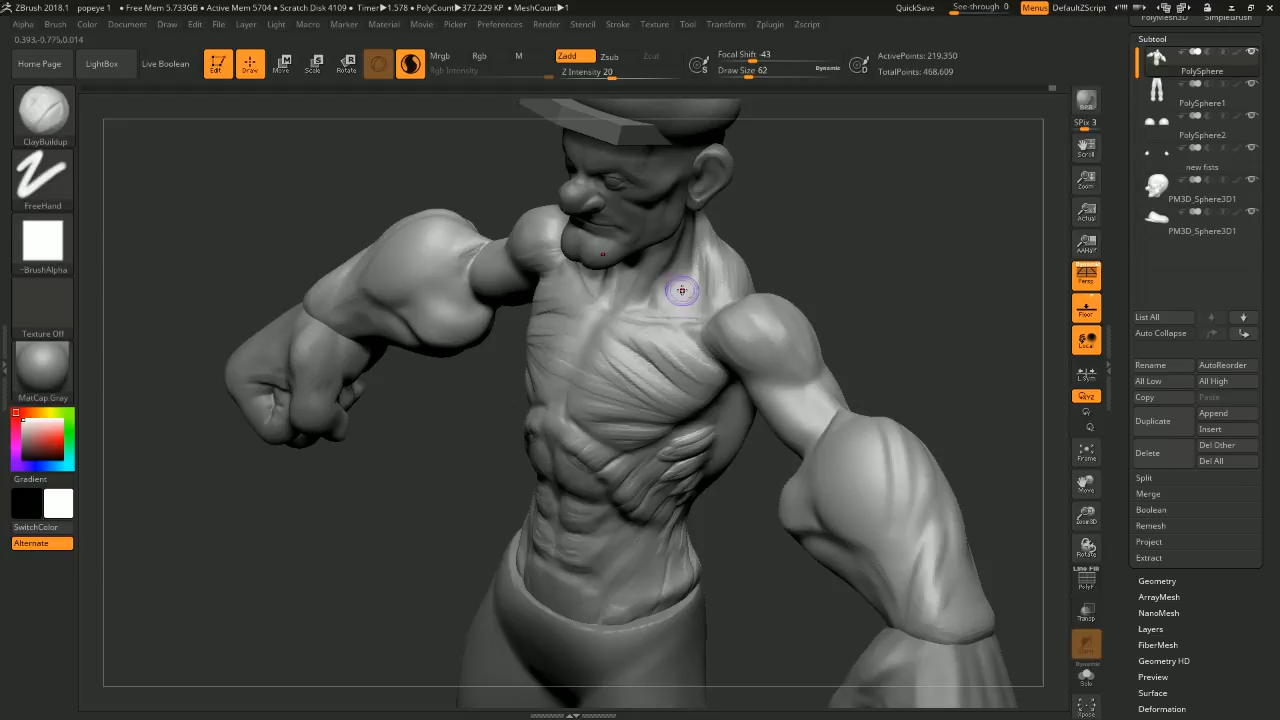 ZBrush 2018.1 popeye 1 • Free Mem 5.733GB • Active Mem 5704 • Scratch Disk 4109 • Timer▶1.578 • PolyCount▶372.229 KP • MeshCount▶1
QuickSave
See-through 0
Menus
DefaultZScript
Alpha Brush Color Document Draw Edit File Layer Light Macro Marker Material Movie Picker Preferences Render Stencil Stroke Texture Tool Transform Zplugin Zscript
0.393,-0.775,0.014
Home Page
LightBox
Live Boolean
Edit
Draw
Move
Scale
Rotate
Mrgb
Rgb
M
Rgb Intensity
Zadd
Zsub
Zcut
Z Intensity 20
S
Focal Shift -43
Draw Size 62
Dynamic
D
ActivePoints: 219,350
TotalPoints: 468,609
ClayBuildup
FreeHand
~BrushAlpha
Texture Off
MatCap Gray
Gradient
SwitchColor
Alternate
BPR
SPix 3
Scroll
Zoom
Actual
AAHalf
Dynamic
Persp
Floor
Local
L.Sym
Frame
Move
Zoom3D
Rotate
Line Fill
PolyF
Transp
Dynamic
Solo
Xpose
PolyMesh3D
SimpleBrush
Subtool
PolySphere
PolySphere1
PolySphere2
new fists
PM3D_Sphere3D1
PM3D_Sphere3D1
List All
Auto Collapse
Rename
AutoReorder
All Low
All High
Copy
Paste
Duplicate
Append
Insert
Delete
Del Other
Del All
Split
Merge
Boolean
Remesh
Project
Extract
Geometry
ArrayMesh
NanoMesh
Layers
FiberMesh
Geometry HD
Preview
Surface
Deformation